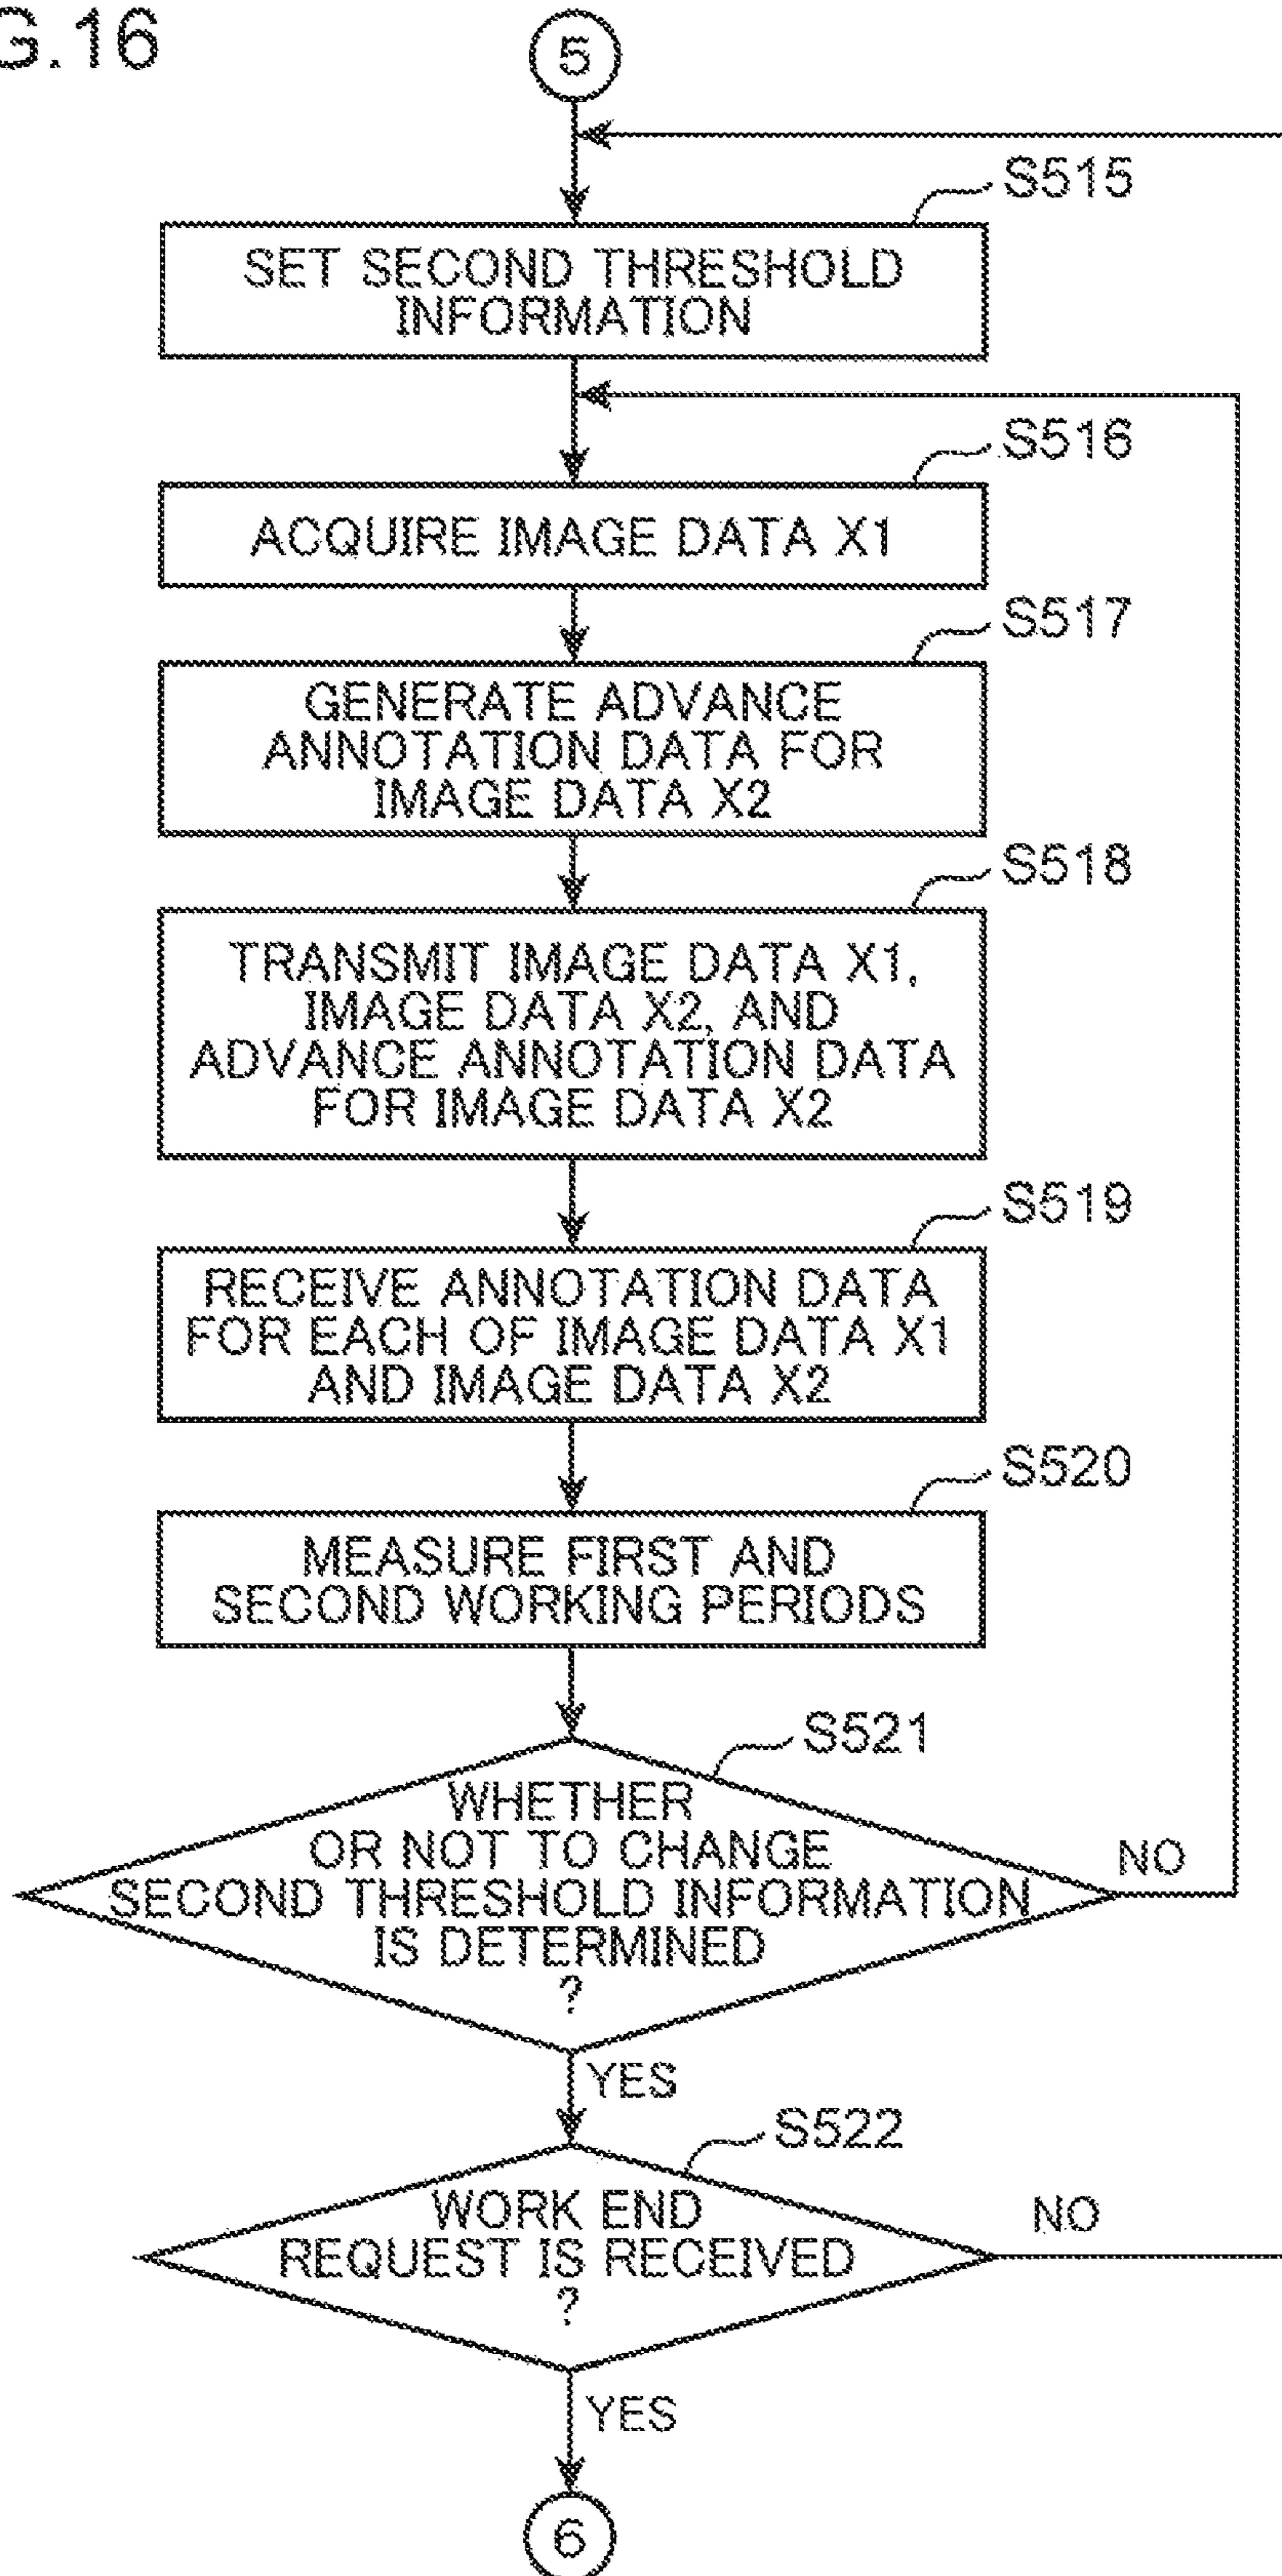 G.16
5
S515
SET SECOND THRESHOLD
INFORMATION
S516
ACQUIRE IMAGE DATA X1
S517
GENERATE ADVANCE
ANNOTATION DATA FOR
IMAGE DATA X2
S518
TRANSMIT IMAGE DATA X1,
IMAGE DATA X2, AND
ADVANCE ANNOTATION DATA
FOR IMAGE DATA X2
S519
RECEIVE ANNOTATION DATA
FOR EACH OF IMAGE DATA X1
AND IMAGE DATA X2
S520
MEASURE FIRST AND
SECOND WORKING PERIODS
S521
WHETHER
OR NOT TO CHANGE
SECOND THRESHOLD INFORMATION
IS DETERMINED
?
NO
YES
S522
WORK END
REQUEST IS RECEIVED
?
NO
YES
6